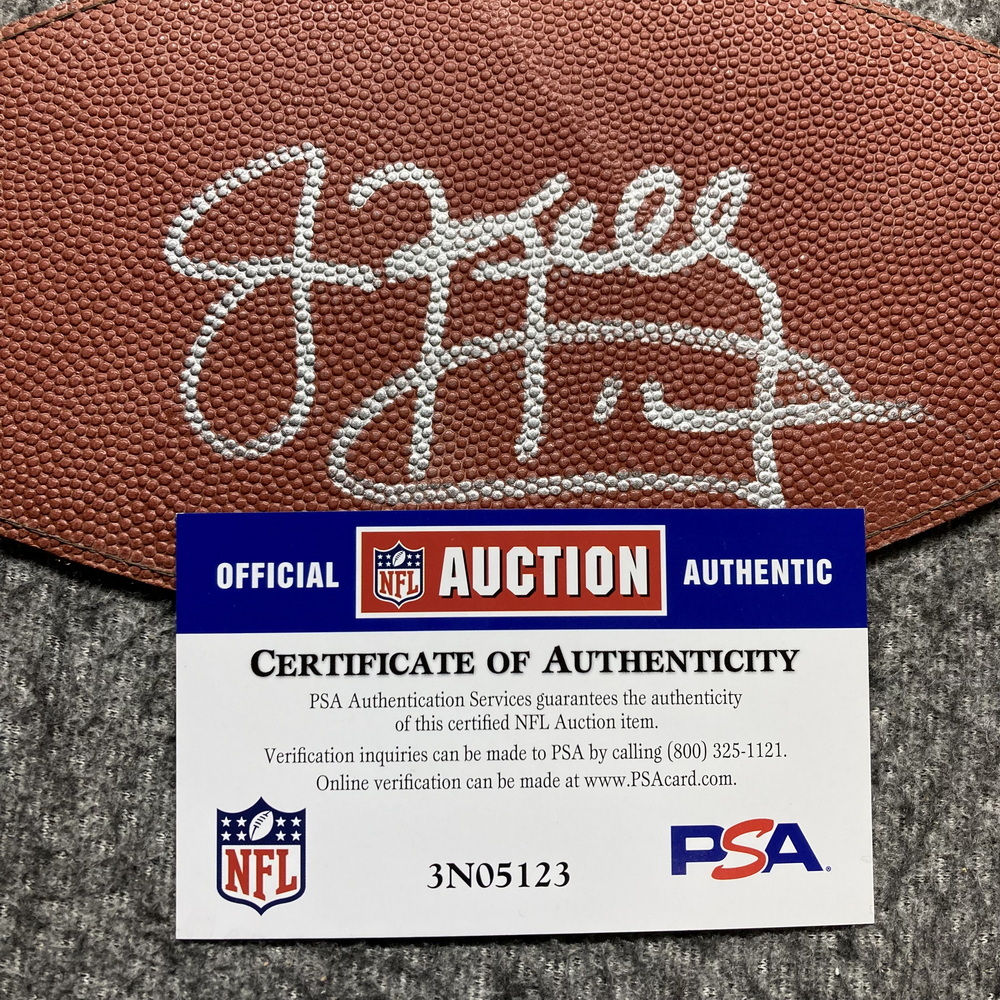 OFFICIAL NFL AUCTION AUTHENTIC
CERTIFICATE OF AUTHENTICITY
PSA Authentication Services guarantees the authenticity
of this certified NFL Auction item.
Verification inquiries can be made to PSA by calling (800) 325-1121.
Online verification can be made at www.PSAcard.com.
NFL
3N05123
PSA